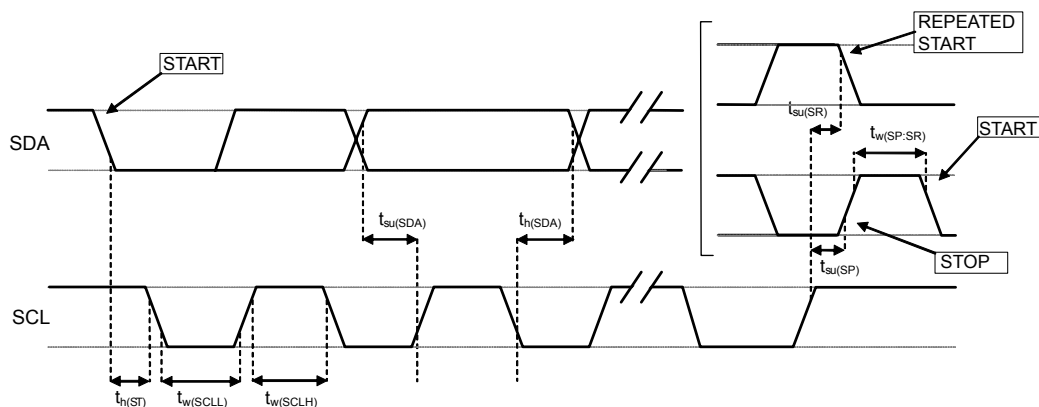 REPEATED
START
START
tsu(SR)
SDA
tw(SP:SR)
START
tsu(SDA)
th(SDA)
tsu(SP)
STOP
SCL
th(ST)
tw(SCLL)
tw(SCLH)